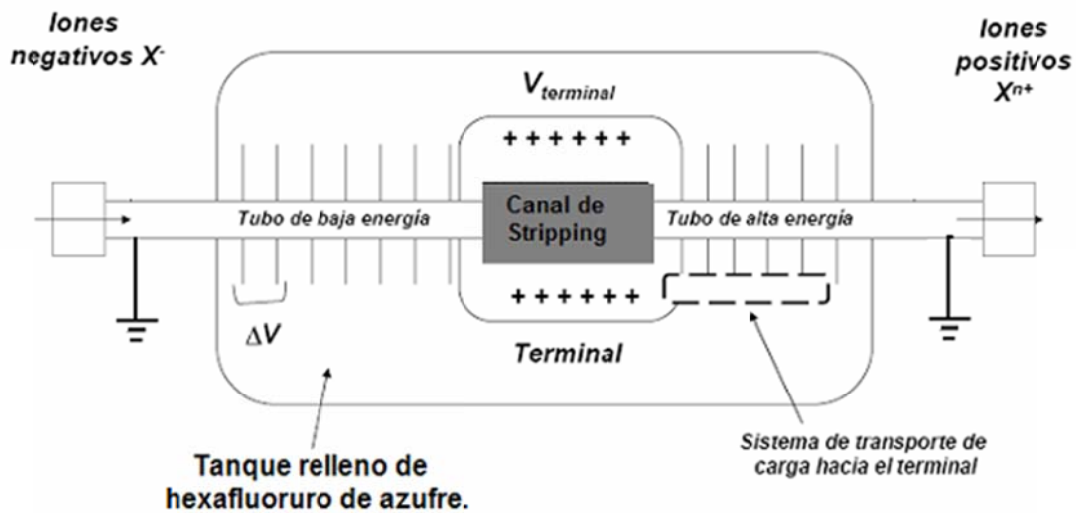 Iones
negativos X-
Iones
positivos
Xn+
Vterminal
+ + + + + +
Tubo de baja energía
Canal de
Stripping
Tubo de alta energía
+ + + + + +
ΔV
Terminal
Tanque relleno de
hexafluoruro de azufre.
Sistema de transporte de
carga hacia el terminal